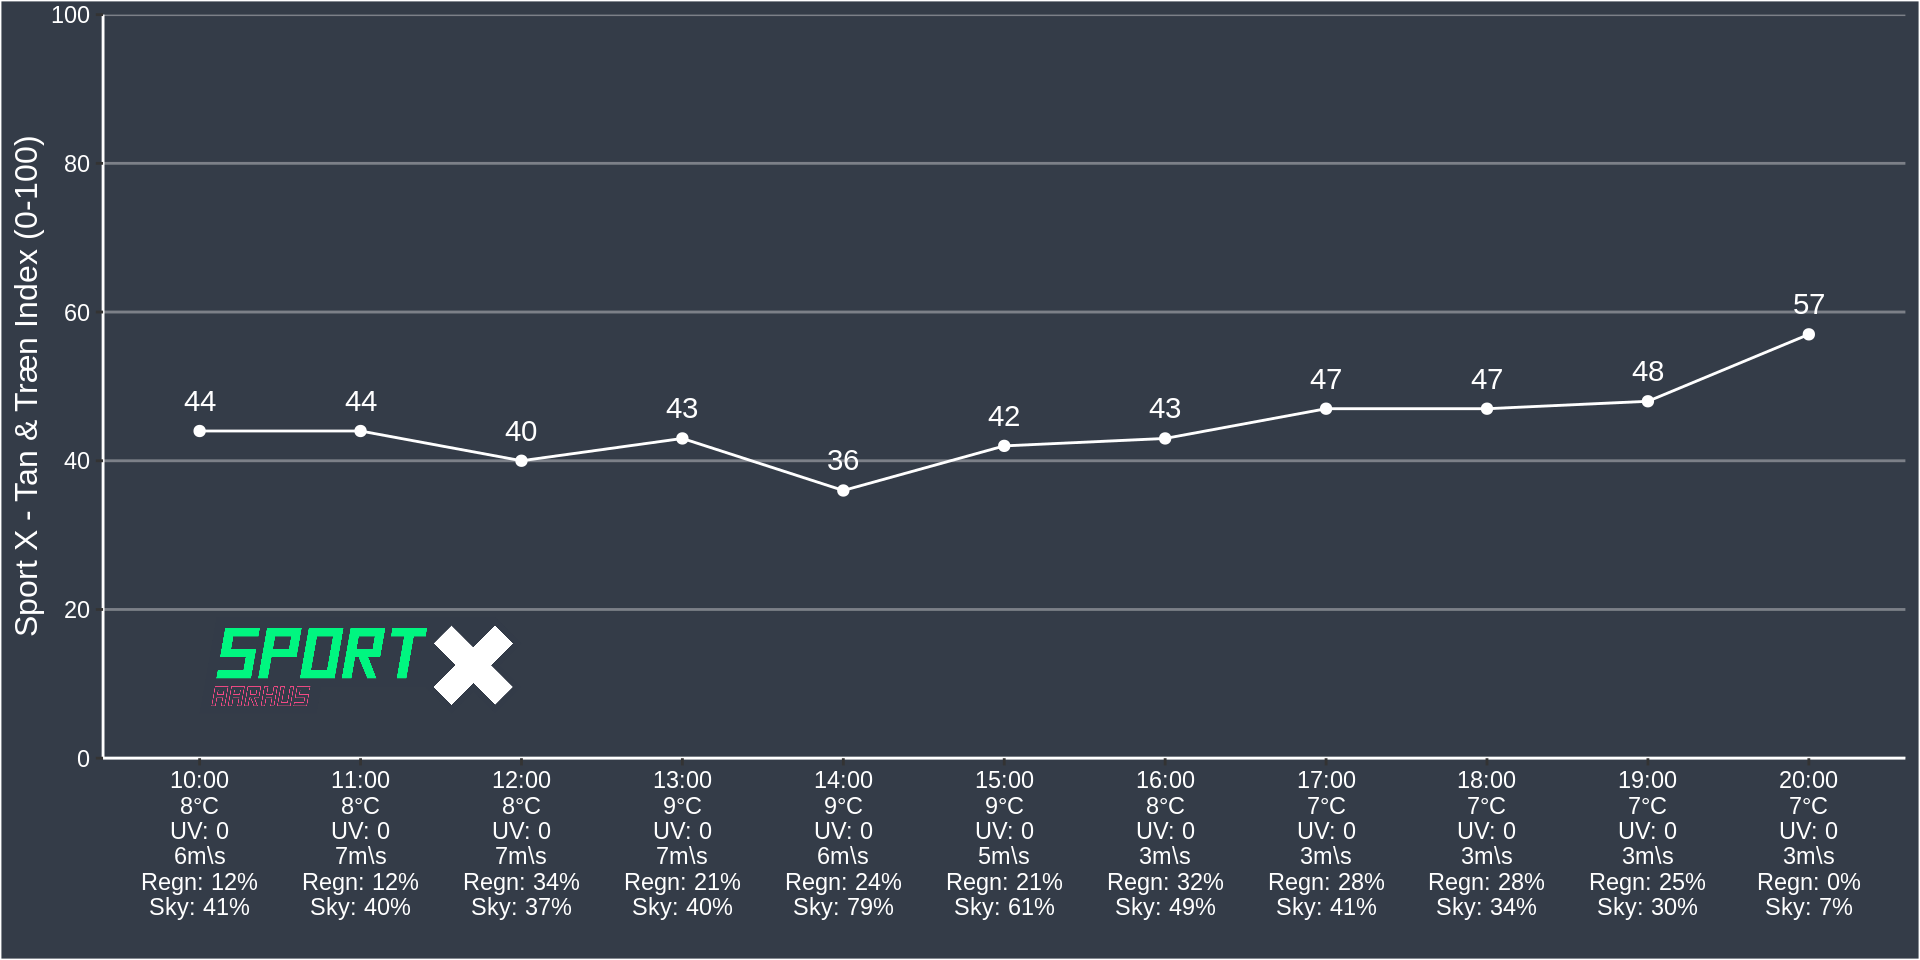 Sport X - Tan & Træn Index (0-100)
100
80
60
40
20
0
44
44
40
43
36
42
43
47
47
48
57
SPORT X
AARHUS
10:00 11:00 12:00 13:00 14:00 15:00 16:00 17:00 18:00 19:00 20:00
8°C 8°C 8°C 9°C 9°C 9°C 8°C 7°C 7°C 7°C 7°C
UV: 0 UV: 0 UV: 0 UV: 0 UV: 0 UV: 0 UV: 0 UV: 0 UV: 0 UV: 0 UV: 0
6m\s 7m\s 7m\s 7m\s 6m\s 5m\s 3m\s 3m\s 3m\s 3m\s 3m\s
Regn: 12% Regn: 12% Regn: 34% Regn: 21% Regn: 24% Regn: 21% Regn: 32% Regn: 28% Regn: 28% Regn: 25% Regn: 0%
Sky: 41% Sky: 40% Sky: 37% Sky: 40% Sky: 79% Sky: 61% Sky: 49% Sky: 41% Sky: 34% Sky: 30% Sky: 7%